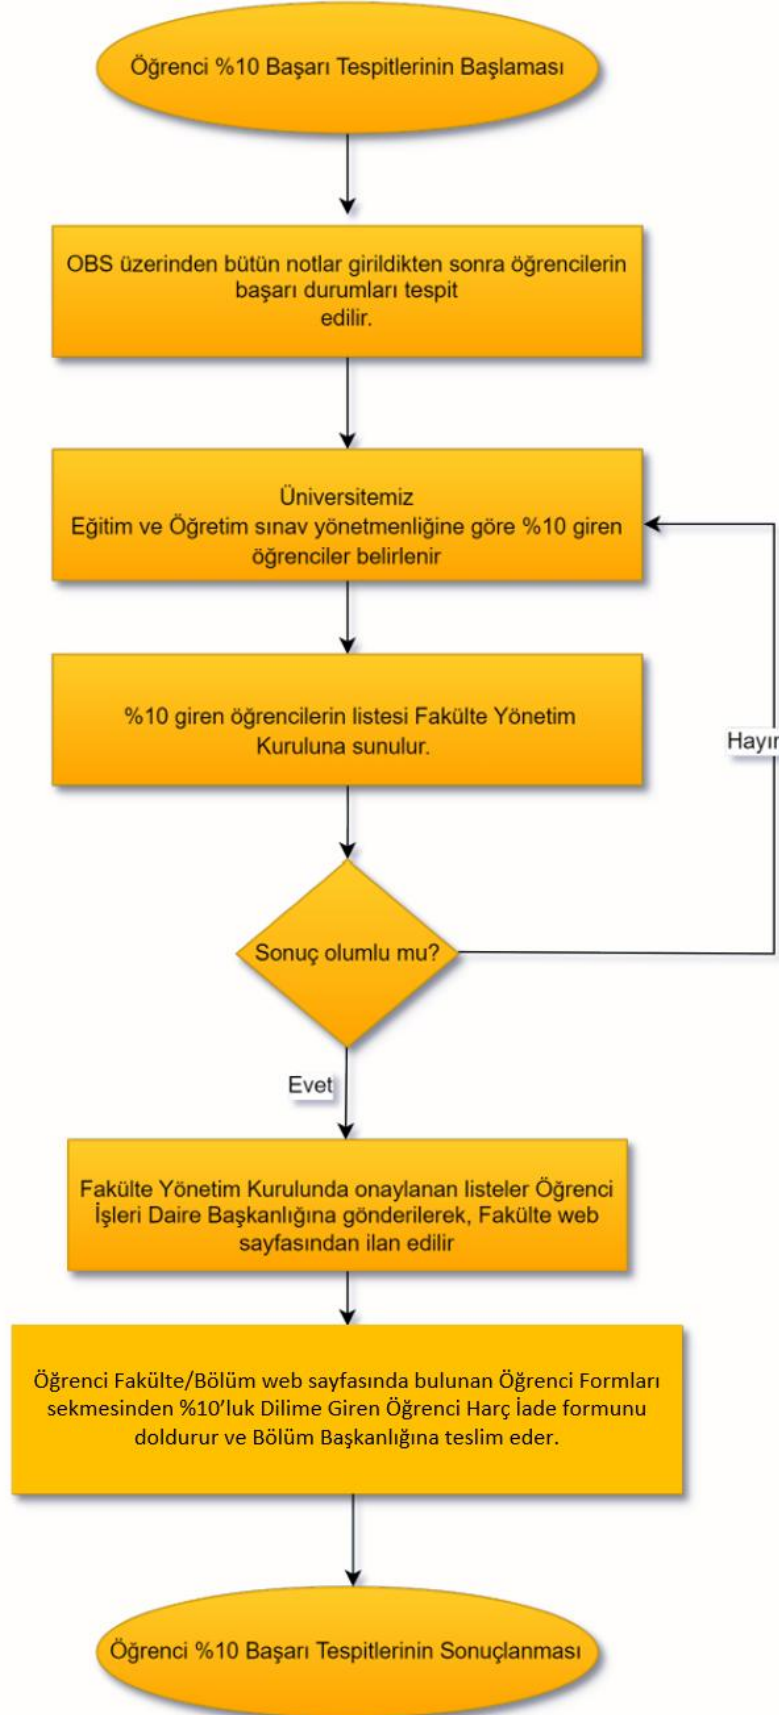 Öğrenci %10 Başarı Tespitlerinin Başlaması
OBS üzerinden bütün notlar girildikten sonra öğrencilerin
başarı durumları tespit
edilir.
Üniversitemiz
Eğitim ve Öğretim sınav yönetmenliğine göre %10 giren
öğrenciler belirlenir
%10 giren öğrencilerin listesi Fakülte Yönetim
Kuruluna sunulur.
Hayır
Sonuç olumlu mu?
Evet
Fakülte Yönetim Kurulunda onaylanan listeler Öğrenci
İşleri Daire Başkanlığına gönderilerek, Fakülte web
sayfasından ilan edilir
Öğrenci Fakülte/Bölüm web sayfasında bulunan Öğrenci Formları
sekmesinden %10’luk Dilime Giren Öğrenci Harç İade formunu
doldurur ve Bölüm Başkanlığına teslim eder.
Öğrenci %10 Başarı Tespitlerinin Sonuçlanması